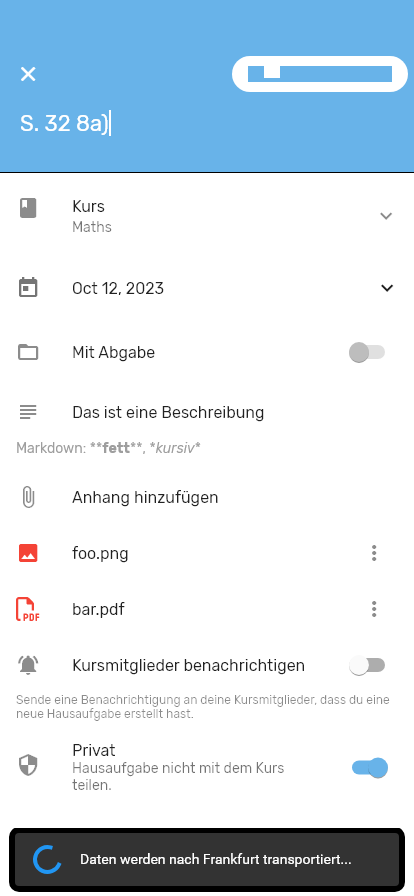 S. 32 8a)
Kurs
Maths
Oct 12, 2023
Mit Abgabe
Das ist eine Beschreibung
Markdown: **fett**, *kursiv*
Anhang hinzufügen
foo.png
PDF
bar.pdf
Kursmitglieder benachrichtigen
Sende eine Benachrichtigung an deine Kursmitglieder, dass du eine
neue Hausaufgabe erstellt hast.
Privat
Hausaufgabe nicht mit dem Kurs
teilen.
Daten werden nach Frankfurt transportiert...